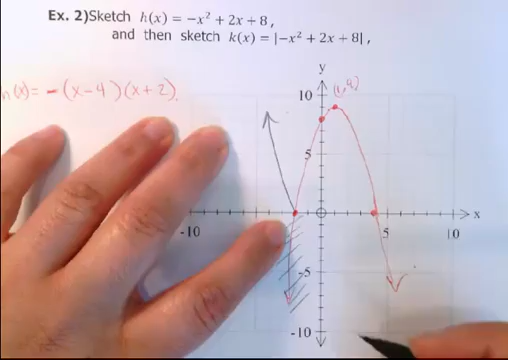 Ex. 2)Sketch h(x) = −x² + 2x + 8,
and then sketch k(x) = |−x² + 2x + 8|,
h(x) = -(x-4)(x+2).
y
10
(1,9)
5
-10
5
10
x
-5
-10